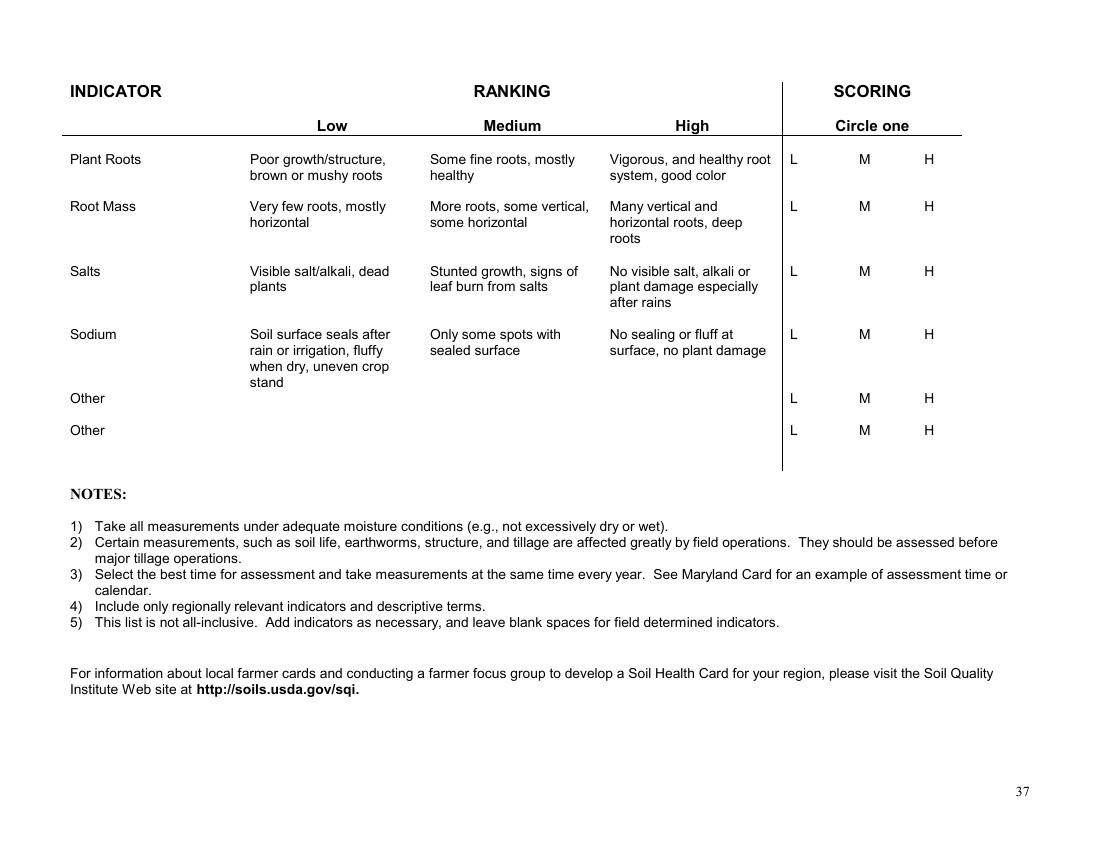 INDICATOR RANKING SCORING
Low Medium High Circle one
Plant Roots Poor growth/structure, Some fine roots, mostly Vigorous, and healthy root L M H
brown or mushy roots healthy system, good color
Root Mass Very few roots, mostly More roots, some vertical, Many vertical and L M H
horizontal some horizontal horizontal roots, deep
roots
Salts Visible salt/alkali, dead Stunted growth, signs of No visible salt, alkali or L M H
plants leaf burn from salts plant damage especially
after rains
Sodium Soil surface seals after Only some spots with No sealing or fluff at L M H
rain or irrigation, fluffy sealed surface surface, no plant damage
when dry, uneven crop
stand
Other L M H
Other L M H
NOTES:
1) Take all measurements under adequate moisture conditions (e.g., not excessively dry or wet).
2) Certain measurements, such as soil life, earthworms, structure, and tillage are affected greatly by field operations. They should be assessed before
major tillage operations.
3) Select the best time for assessment and take measurements at the same time every year. See Maryland Card for an example of assessment time or
calendar.
4) Include only regionally relevant indicators and descriptive terms.
5) This list is not all-inclusive. Add indicators as necessary, and leave blank spaces for field determined indicators.
For information about local farmer cards and conducting a farmer focus group to develop a Soil Health Card for your region, please visit the Soil Quality
Institute Web site at http://soils.usda.gov/sqi.
37